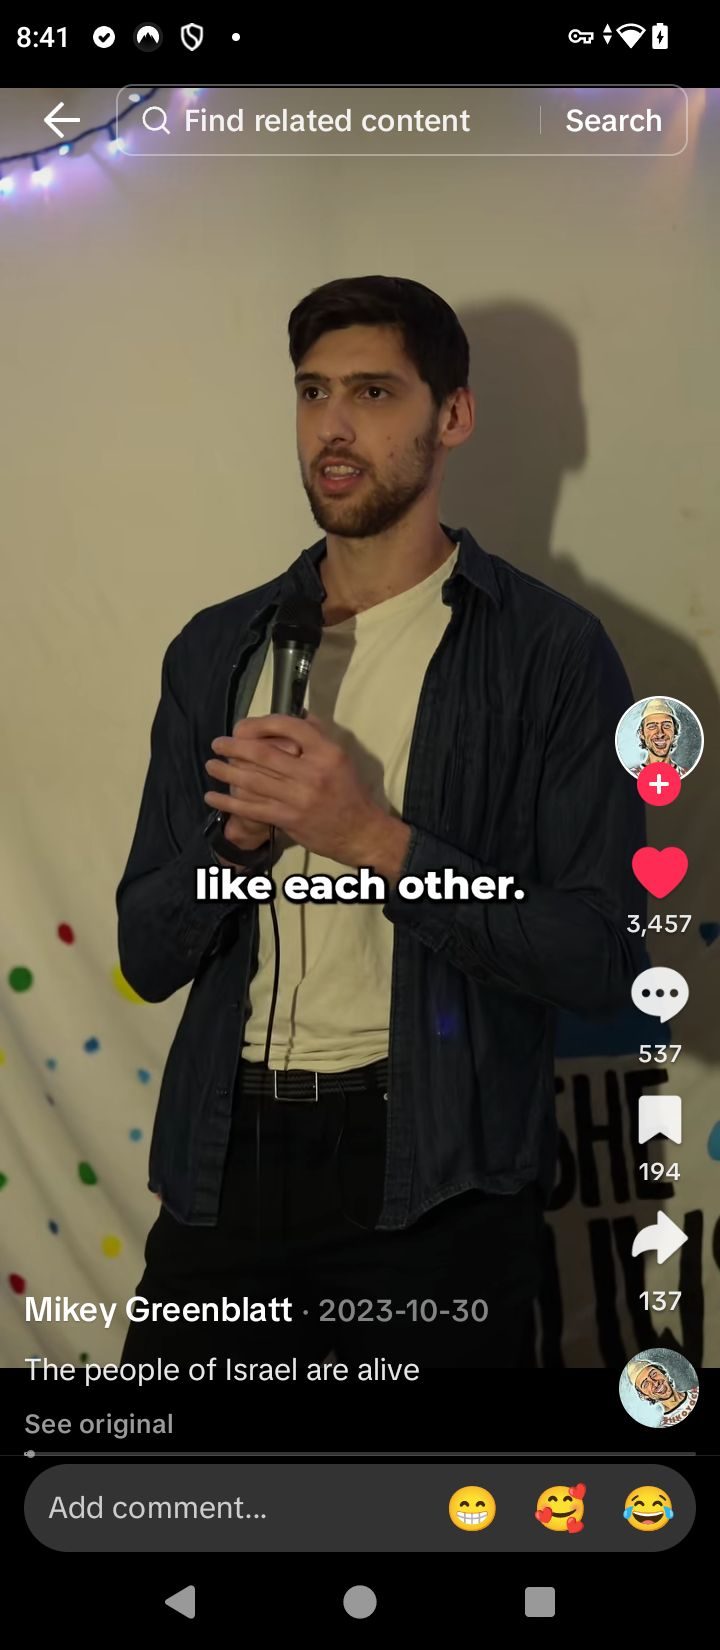 8:41
Find related content
Search
like each other.
3,457
537
194
137
Mikey Greenblatt · 2023-10-30
The people of Israel are alive
See original
Add comment...
SHE